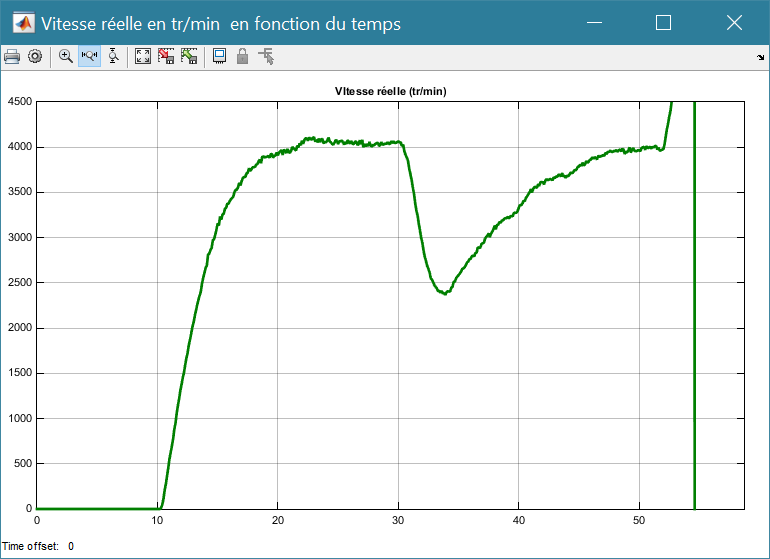 Vitesse réelle en tr/min  en fonction du temps
VItesse réelle (tr/min)
4500
4000
3500
3000
2500
2000
1500
1000
500
0
0 10 20 30 40 50
Time offset: 0